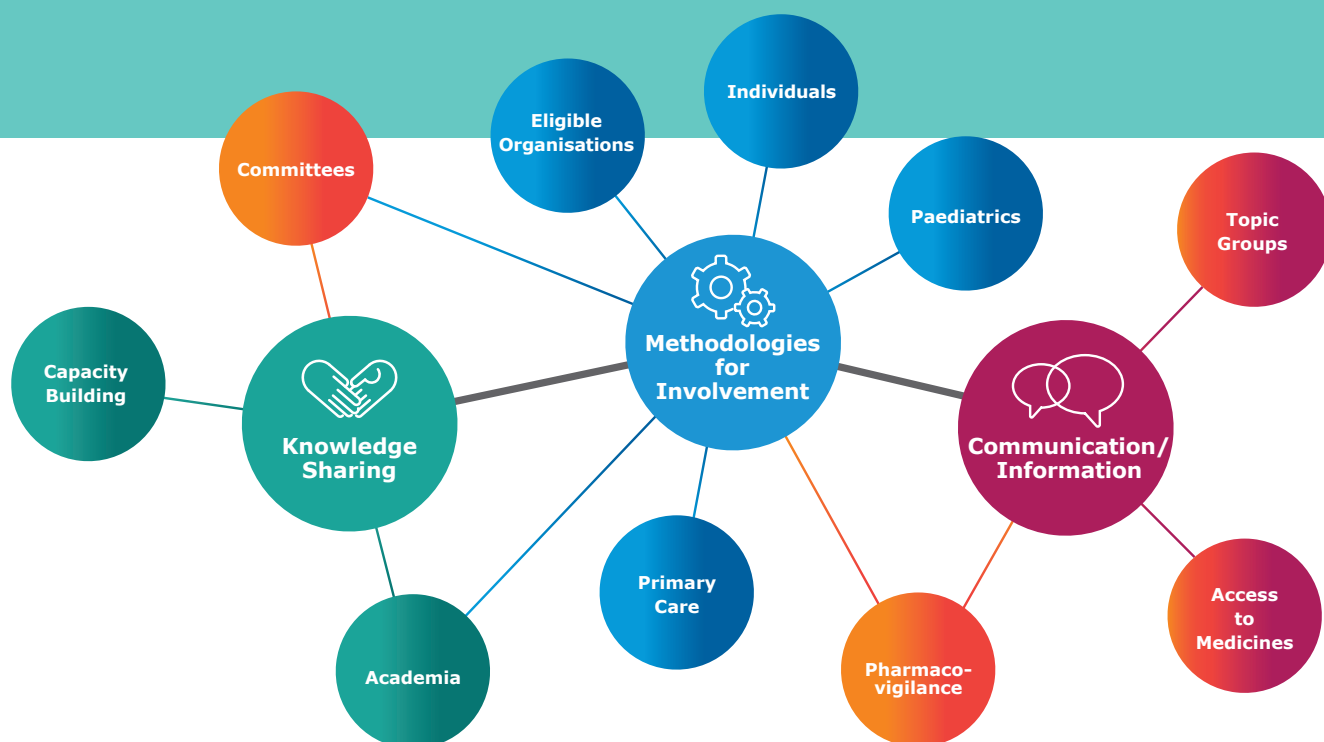 Individuals
Eligible
Organisations
Committees
Paediatrics
Topic
Groups
Methodologies
for
Involvement
Capacity
Building
Knowledge
Sharing
Communication/
Information
Primary
Care
Access
to
Medicines
Academia
Pharmaco-
vigilance